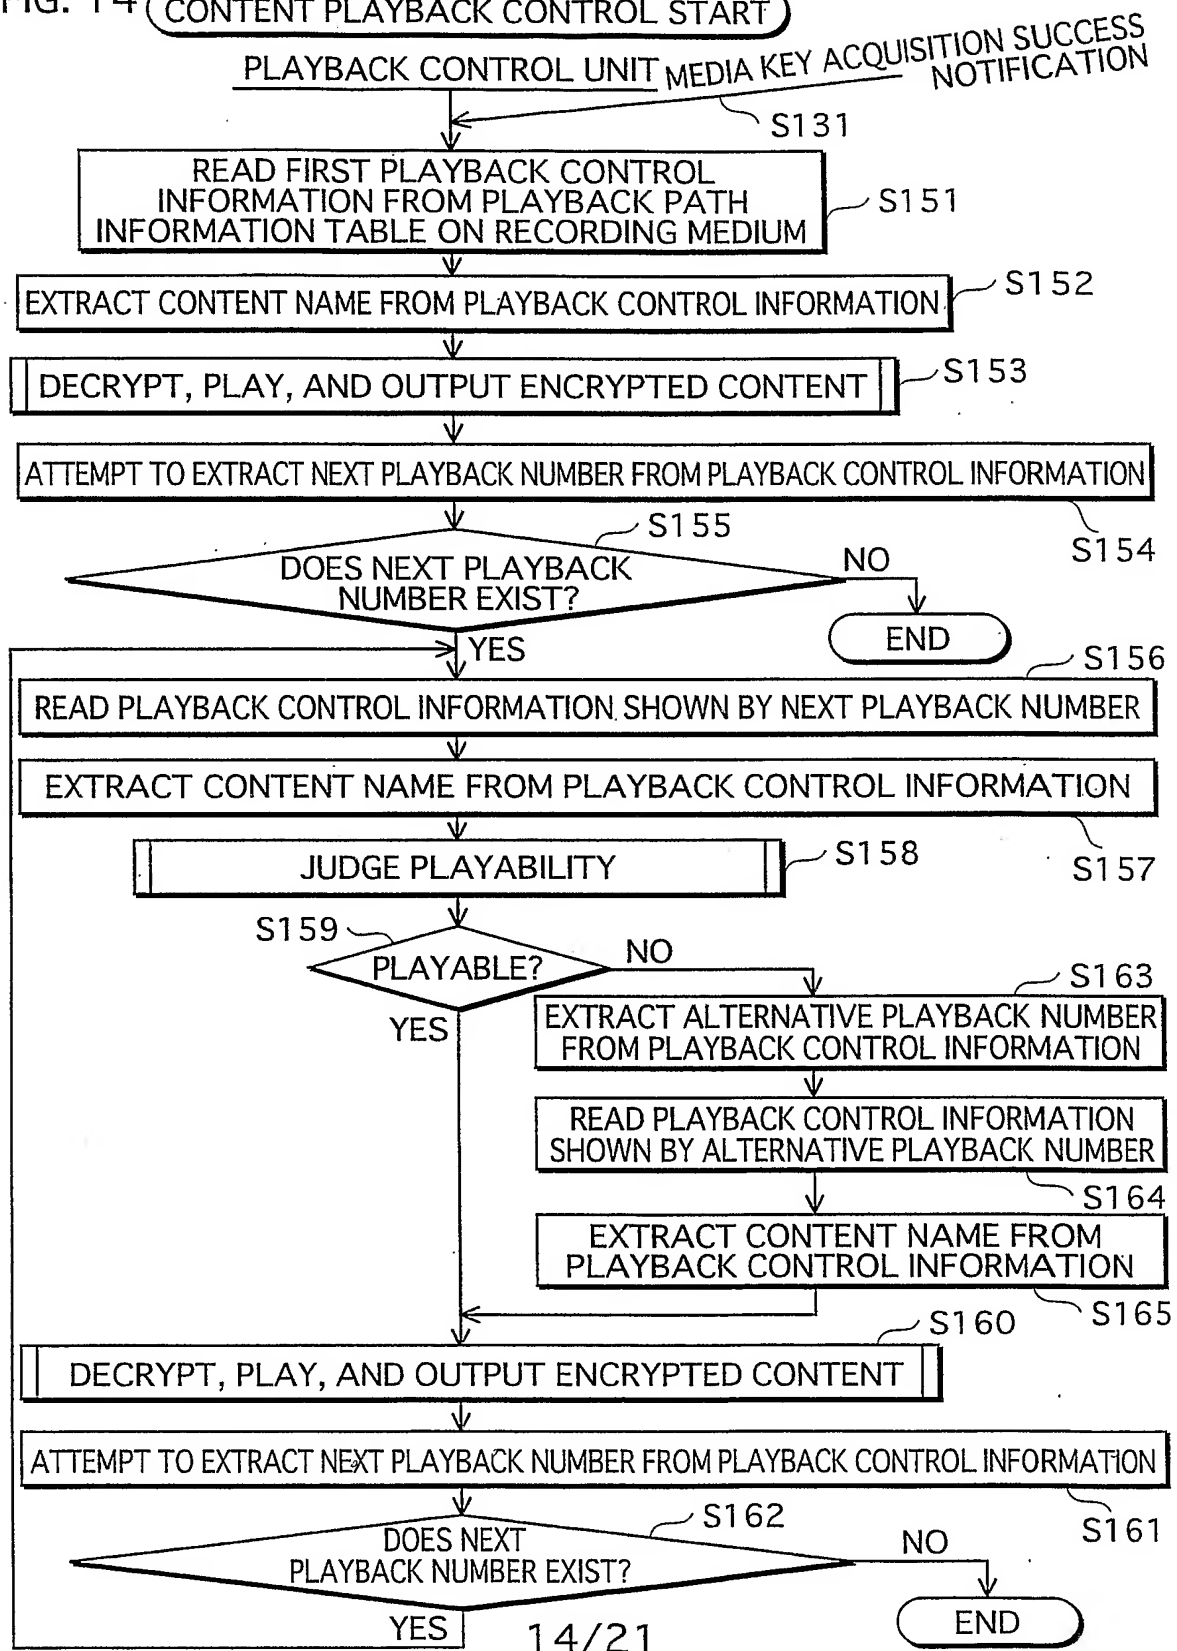 FIG. 14
CONTENT PLAYBACK CONTROL START
PLAYBACK CONTROL UNIT
MEDIA KEY ACQUISITION SUCCESS
NOTIFICATION
S131
READ FIRST PLAYBACK CONTROL
INFORMATION FROM PLAYBACK PATH
INFORMATION TABLE ON RECORDING MEDIUM
S151
EXTRACT CONTENT NAME FROM PLAYBACK CONTROL INFORMATION
S152
DECRYPT, PLAY, AND OUTPUT ENCRYPTED CONTENT
S153
ATTEMPT TO EXTRACT NEXT PLAYBACK NUMBER FROM PLAYBACK CONTROL INFORMATION
S154
S155
DOES NEXT PLAYBACK
NUMBER EXIST?
NO
END
YES
S156
READ PLAYBACK CONTROL INFORMATION SHOWN BY NEXT PLAYBACK NUMBER
EXTRACT CONTENT NAME FROM PLAYBACK CONTROL INFORMATION
S157
JUDGE PLAYABILITY
S158
S159
PLAYABLE?
NO
YES
S163
EXTRACT ALTERNATIVE PLAYBACK NUMBER
FROM PLAYBACK CONTROL INFORMATION
READ PLAYBACK CONTROL INFORMATION
SHOWN BY ALTERNATIVE PLAYBACK NUMBER
S164
EXTRACT CONTENT NAME FROM
PLAYBACK CONTROL INFORMATION
S165
S160
DECRYPT, PLAY, AND OUTPUT ENCRYPTED CONTENT
ATTEMPT TO EXTRACT NEXT PLAYBACK NUMBER FROM PLAYBACK CONTROL INFORMATION
S161
S162
DOES NEXT
PLAYBACK NUMBER EXIST?
NO
END
YES
14/21